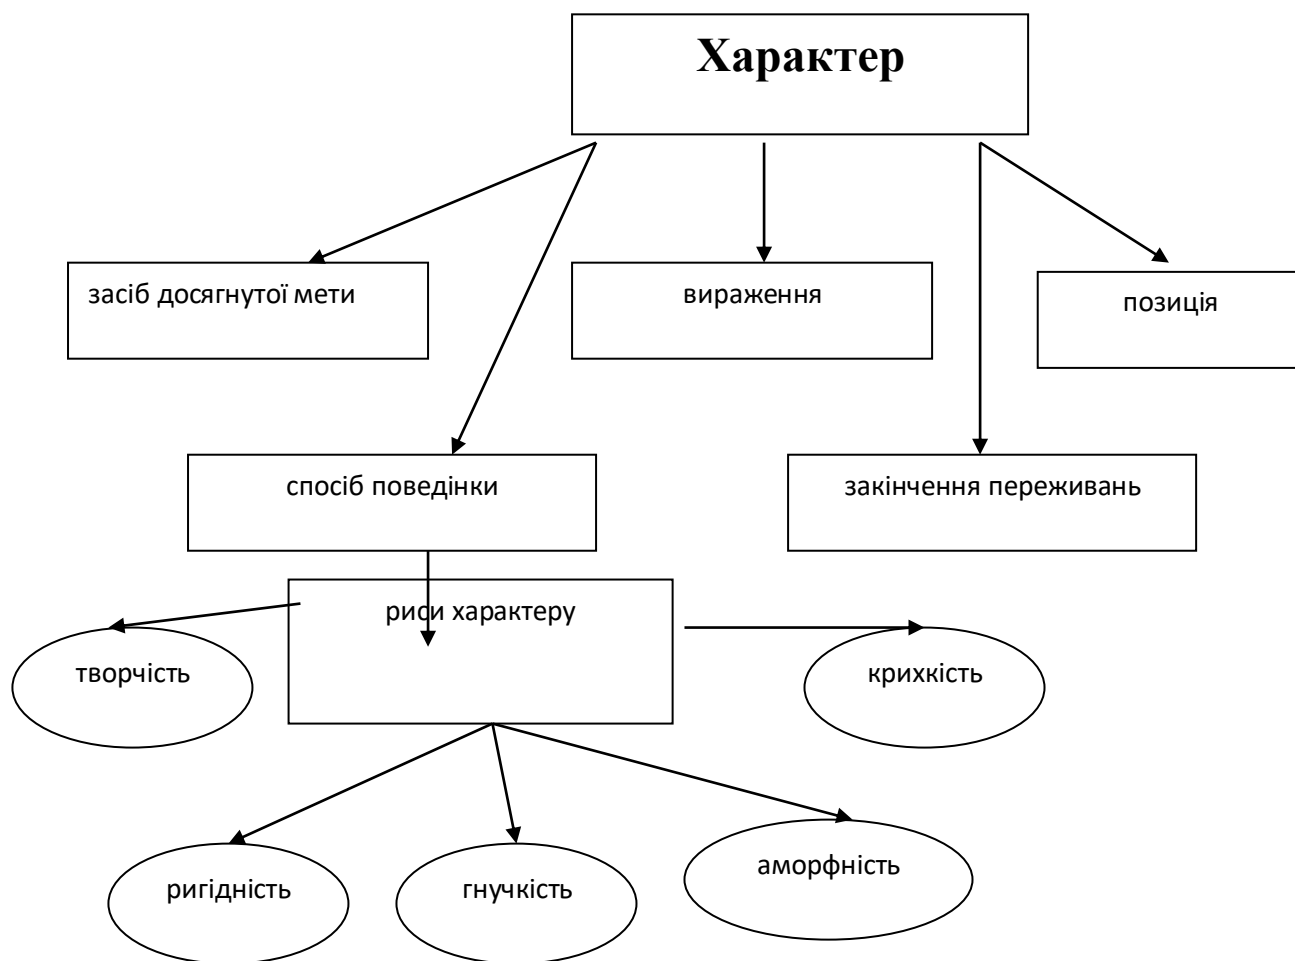 Характер
засіб досягнутої мети
вираження
позиція
спосіб поведінки
закінчення переживань
риси характеру
творчість
крихкість
ригідність
гнучкість
аморфність